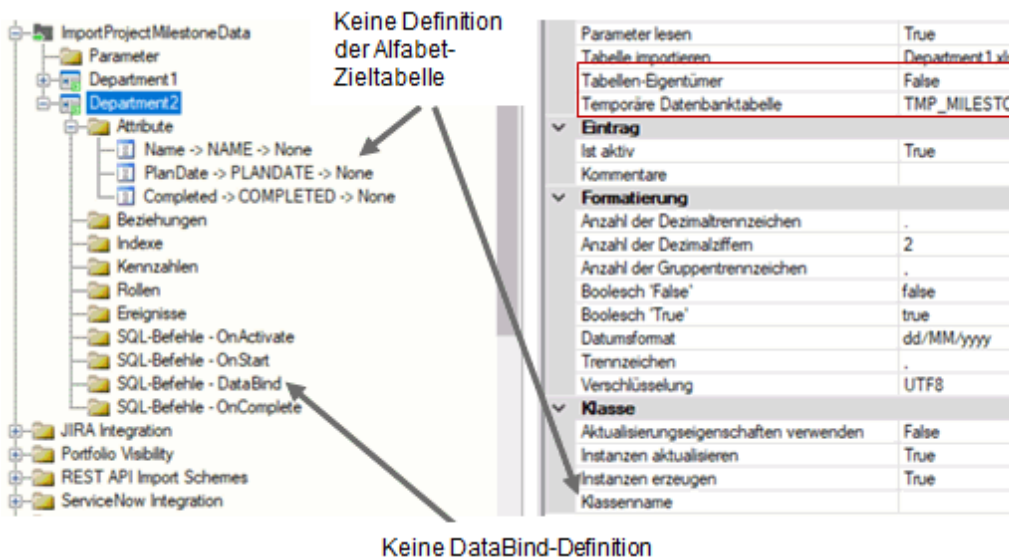 Keine Definition
der Alfabet-
Zieltabelle
ImportProjectMilestoneData
Parameter
Department1
Department2
Attribute
Name -> NAME -> None
PlanDate -> PLANDATE -> None
Completed -> COMPLETED -> None
Beziehungen
Indexe
Kennzahlen
Rollen
Ereignisse
SQL-Befehle - OnActivate
SQL-Befehle - OnStart
SQL-Befehle - DataBind
SQL-Befehle - OnComplete
JIRA Integration
Portfolio Visibility
REST API Import Schemes
ServiceNow Integration
Parameter lesen True
Tabelle importieren Department1.xls
Tabellen-Eigentümer False
Temporäre Datenbanktabelle TMP_MILESTO
Eintrag
Ist aktiv True
Kommentare
Formatierung
Anzahl der Dezimaltrennzeichen .
Anzahl der Dezimalziffern 2
Anzahl der Gruppentrennzeichen ,
Boolesch 'False' false
Boolesch 'True' true
Datumsformat dd/MM/yyyy
Trennzeichen ,
Verschlüsselung UTF8
Klasse
Aktualisierungseigenschaften verwenden False
Instanzen aktualisieren True
Instanzen erzeugen True
Klassenname
Keine DataBind-Definition